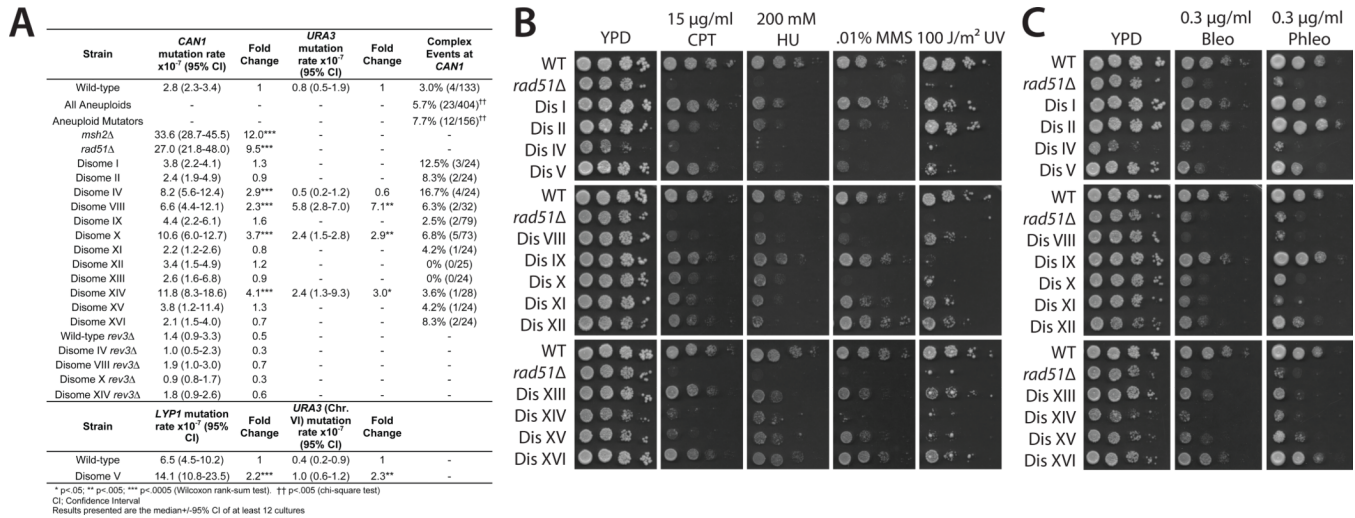 A
Strain CAN1 mutation rate x10-7 (95% CI) Fold Change URA3 mutation rate x10-7 (95% CI) Fold Change Complex Events at CAN1
Wild-type 2.8 (2.3-3.4) 1 0.8 (0.5-1.9) 1 3.0% (4/133)
All Aneuploids - - - - 5.7% (23/404)††
Aneuploid Mutators - - - - 7.7% (12/156)††
msh2Δ 33.6 (28.7-45.5) 12.0*** - - -
rad51Δ 27.0 (21.8-48.0) 9.5*** - - -
Disome I 3.8 (2.2-4.1) 1.3 - - 12.5% (3/24)
Disome II 2.4 (1.9-4.9) 0.9 - - 8.3% (2/24)
Disome IV 8.2 (5.6-12.4) 2.9*** 0.5 (0.2-1.2) 0.6 16.7% (4/24)
Disome VIII 6.6 (4.4-12.1) 2.3*** 5.8 (2.8-7.0) 7.1** 6.3% (2/32)
Disome IX 4.4 (2.2-6.1) 1.6 - - 2.5% (2/79)
Disome X 10.6 (6.0-12.7) 3.7*** 2.4 (1.5-2.8) 2.9** 6.8% (5/73)
Disome XI 2.2 (1.2-2.6) 0.8 - - 4.2% (1/24)
Disome XII 3.4 (1.5-4.9) 1.2 - - 0% (0/25)
Disome XIII 2.6 (1.6-6.8) 0.9 - - 0% (0/24)
Disome XIV 11.8 (8.3-18.6) 4.1*** 2.4 (1.3-9.3) 3.0* 3.6% (1/28)
Disome XV 3.8 (1.2-11.4) 1.3 - - 4.2% (1/24)
Disome XVI 2.1 (1.5-4.0) 0.7 - - 8.3% (2/24)
Wild-type rev3Δ 1.4 (0.9-3.3) 0.5 - - -
Disome IV rev3Δ 1.0 (0.5-2.3) 0.3 - - -
Disome VIII rev3Δ 1.9 (1.0-3.0) 0.7 - - -
Disome X rev3Δ 0.9 (0.8-1.7) 0.3 - - -
Disome XIV rev3Δ 1.8 (0.9-2.6) 0.6 - - -
Strain LYP1 mutation rate x10-7 (95% CI) Fold Change URA3 (Chr. VI) mutation rate x10-7 (95% CI) Fold Change
Wild-type 6.5 (4.5-10.2) 1 0.4 (0.2-0.9) 1 -
Disome V 14.1 (10.8-23.5) 2.2*** 1.0 (0.6-1.2) 2.3** -
* p<.05; ** p<.005; *** p<.0005 (Wilcoxon rank-sum test). †† p<.005 (chi-square test)
CI; Confidence Interval
Results presented are the median+/-95% CI of at least 12 cultures
B
YPD 15 µg/ml CPT 200 mM HU .01% MMS 100 J/m² UV
WT
rad51Δ
Dis I
Dis II
Dis IV
Dis V
WT
rad51Δ
Dis VIII
Dis IX
Dis X
Dis XI
Dis XII
WT
rad51Δ
Dis XIII
Dis XIV
Dis XV
Dis XVI
C
YPD 0.3 µg/ml Bleo 0.3 µg/ml Phleo
WT
rad51Δ
Dis I
Dis II
Dis IV
Dis V
WT
rad51Δ
Dis VIII
Dis IX
Dis X
Dis XI
Dis XII
WT
rad51Δ
Dis XIII
Dis XIV
Dis XV
Dis XVI